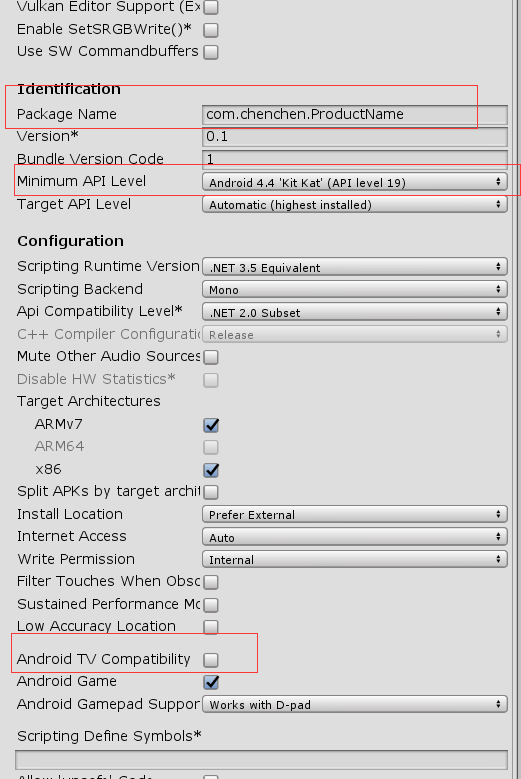 Vulkan Editor Support (Ex
Enable SetSRGBWrite()*
Use SW Commandbuffers
Identification
Package Name com.chenchen.ProductName
Version* 0.1
Bundle Version Code 1
Minimum API Level Android 4.4 'Kit Kat' (API level 19)
Target API Level Automatic (highest installed)
Configuration
Scripting Runtime Version .NET 3.5 Equivalent
Scripting Backend Mono
Api Compatibility Level* .NET 2.0 Subset
C++ Compiler Configuratic Release
Mute Other Audio Sources
Disable HW Statistics*
Target Architectures
ARMv7
ARM64
x86
Split APKs by target archit
Install Location Prefer External
Internet Access Auto
Write Permission Internal
Filter Touches When Obsc
Sustained Performance Mc
Low Accuracy Location
Android TV Compatibility
Android Game
Android Gamepad Suppor Works with D-pad
Scripting Define Symbols*